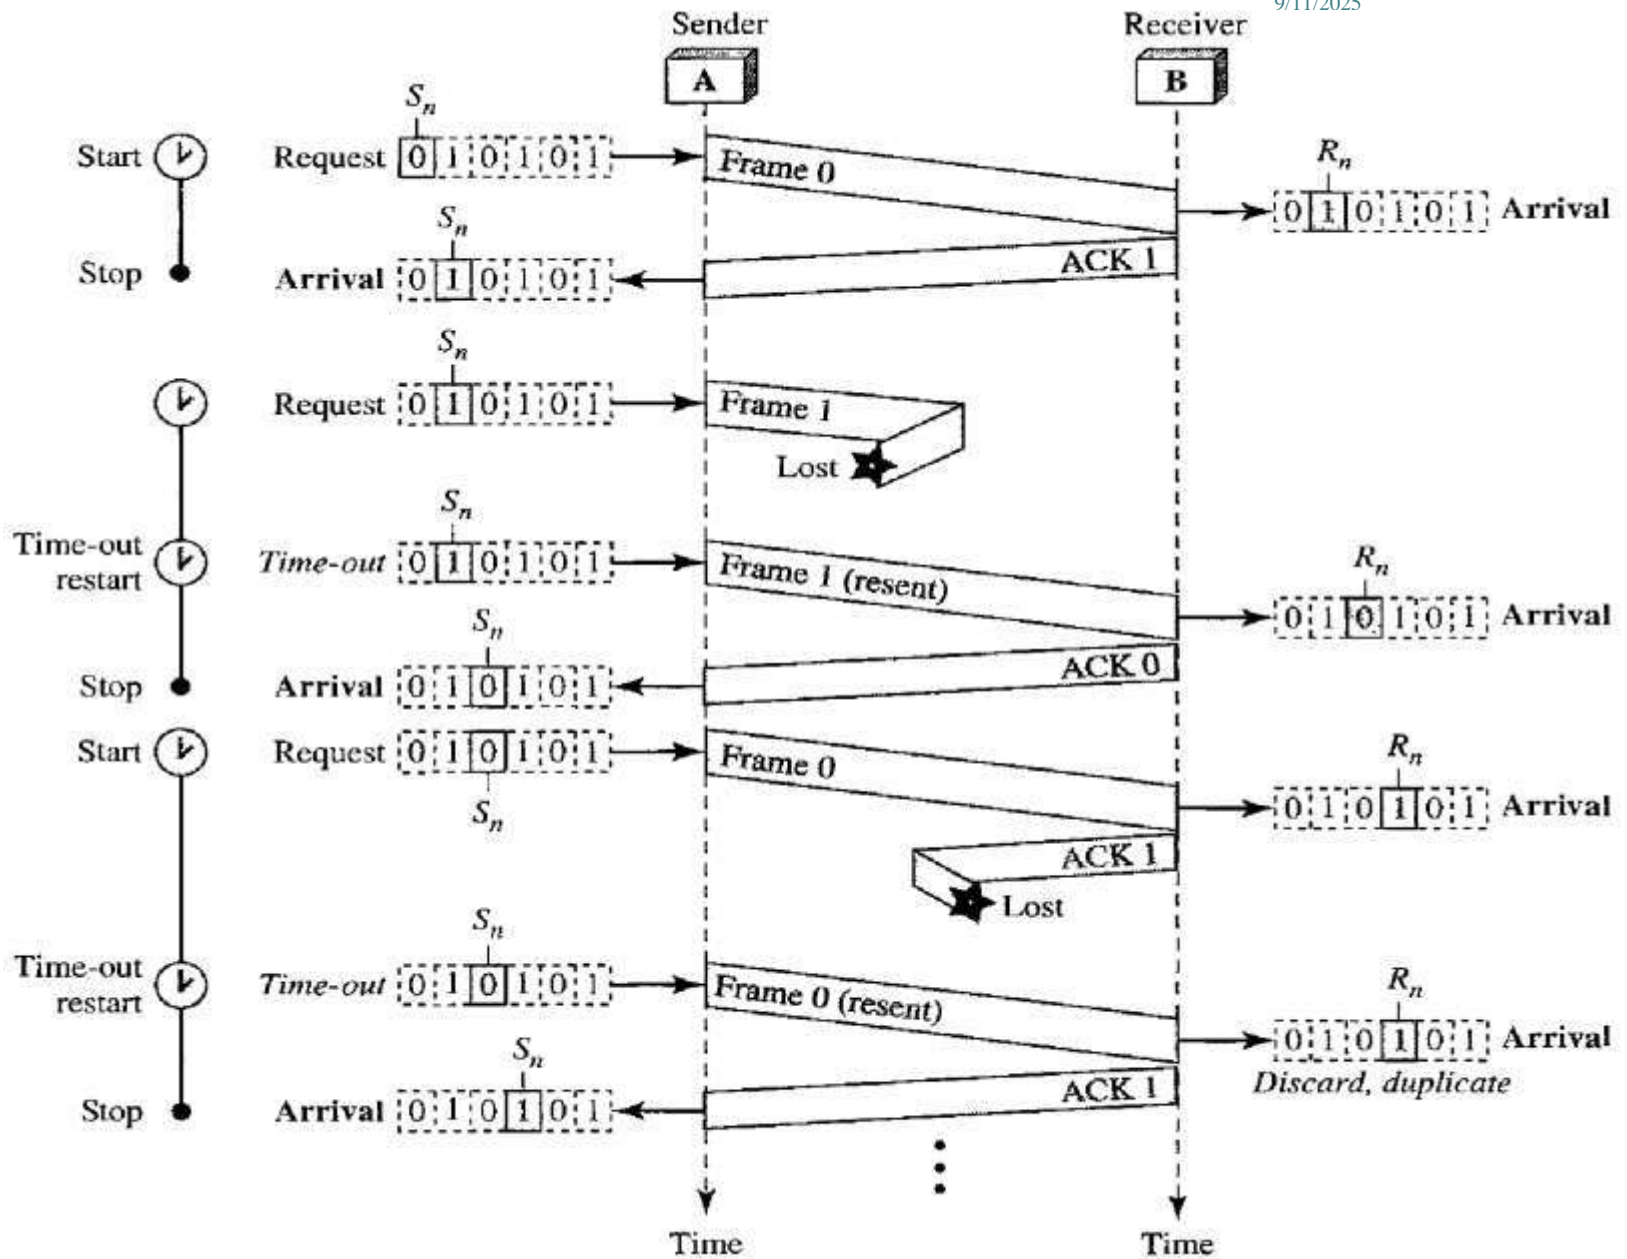 9/11/2025
Sender Receiver
A B
Sn
Start Request 0 1 0 1 0 1 Frame 0
Rn
0 1 0 1 0 1 Arrival
Sn
Stop Arrival 0 1 0 1 0 1 ACK 1
Sn
Request 0 1 0 1 0 1 Frame 1
Lost
Sn
Time-out
restart
Time-out 0 1 0 1 0 1 Frame 1 (resent)
Rn
0 1 0 1 0 1 Arrival
Sn
Stop Arrival 0 1 0 1 0 1 ACK 0
Start Request 0 1 0 1 0 1 Frame 0
Sn
Rn
0 1 0 1 0 1 Arrival
ACK 1
Lost
Sn
Time-out
restart
Time-out 0 1 0 1 0 1 Frame 0 (resent)
Rn
0 1 0 1 0 1 Arrival
Discard, duplicate
Sn
Stop Arrival 0 1 0 1 0 1 ACK 1
Time Time